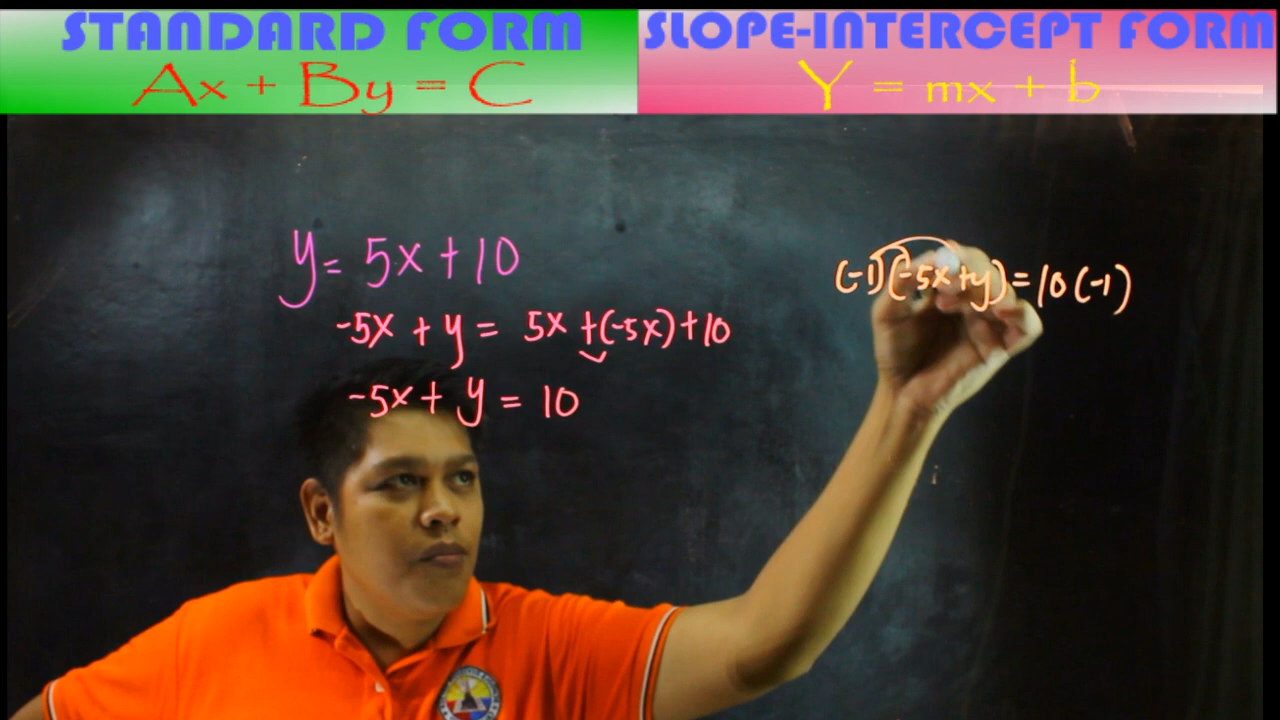 STANDARD FORM
Ax + By = C
SLOPE-INTERCEPT FORM
Y = mx + b
y = 5x + 10
-5x + y = 5x + (-5x) + 10
-5x + y = 10
(-1)(-5x+y) = 10(-1)